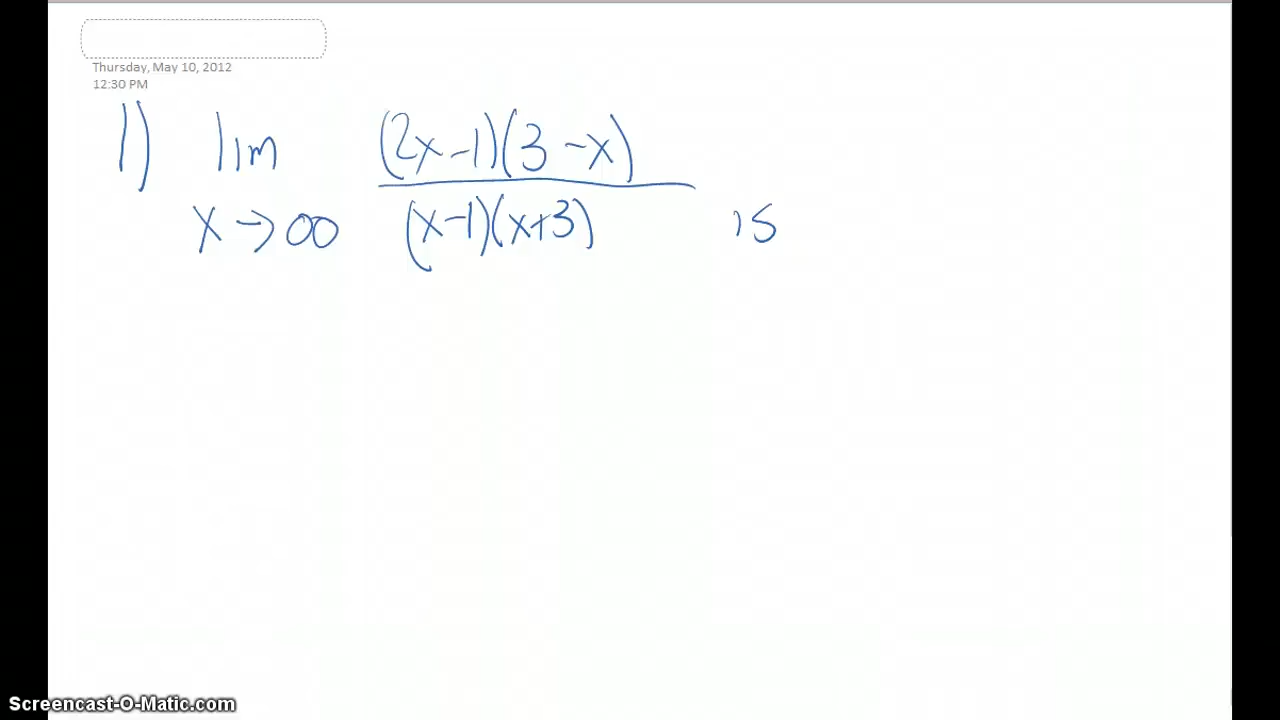 Thursday, May 10, 2012
12:30 PM
1) lim (2x-1)(3-x)
x→∞ (x-1)(x+3) is
Screencast-O-Matic.com